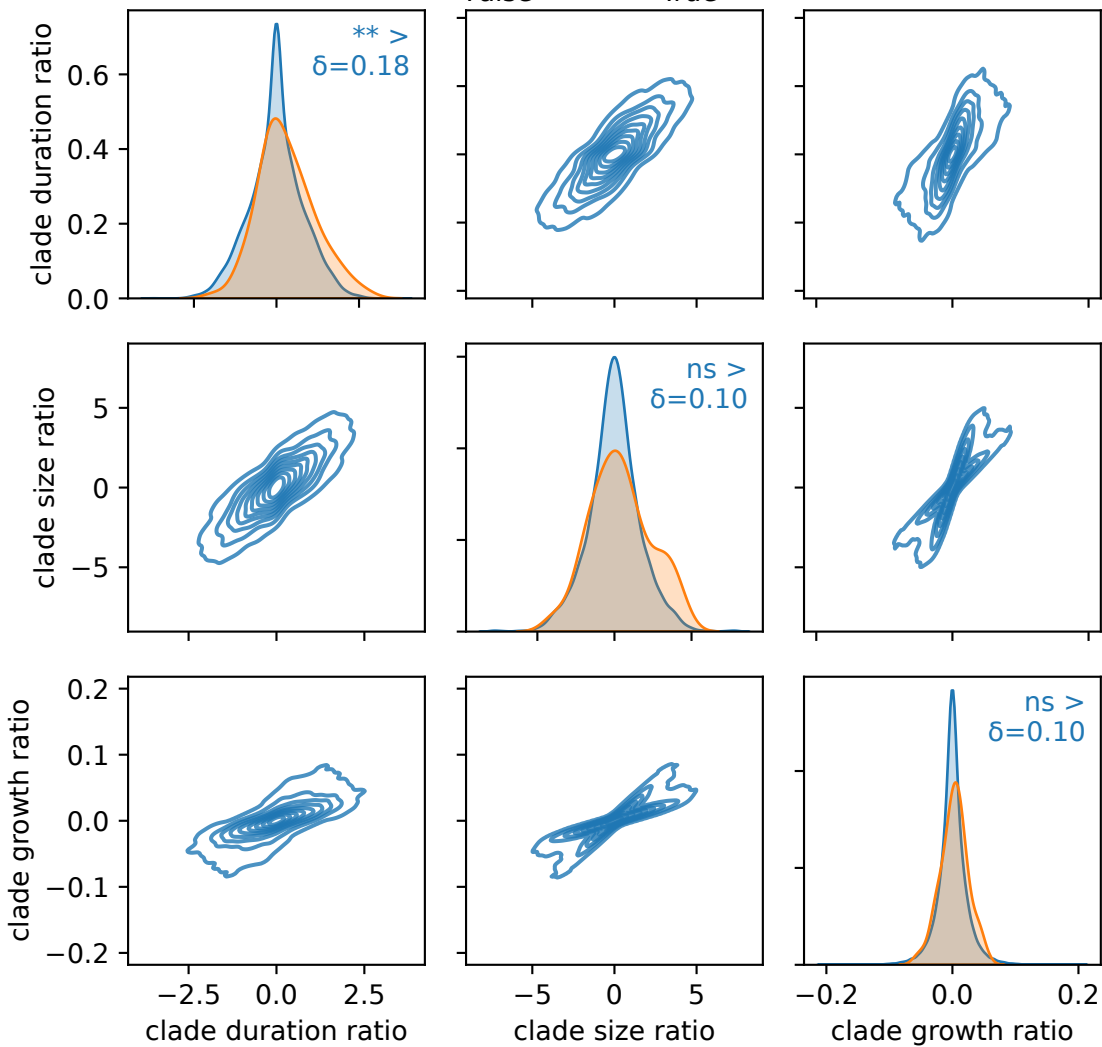 ** >
δ=0.18
clade duration ratio
0.6
0.4
0.2
0.0
ns >
δ=0.10
clade size ratio
5
0
−5
ns >
δ=0.10
clade growth ratio
0.2
0.1
0.0
−0.1
−0.2
−2.5 0.0 2.5
−5 0 5
−0.2 0.0 0.2
clade duration ratio
clade size ratio
clade growth ratio